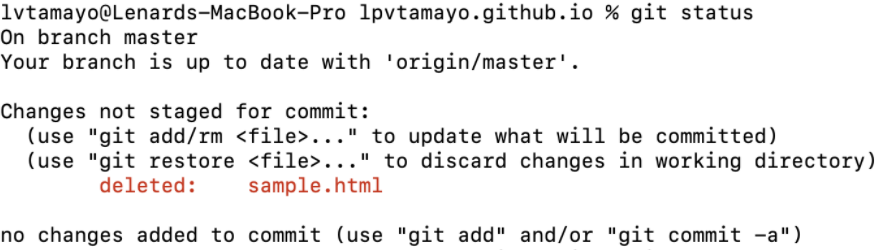 lvtamayo@Lenards-MacBook-Pro lpvtamayo.github.io % git status
On branch master
Your branch is up to date with 'origin/master'.

Changes not staged for commit:
  (use "git add/rm <file>..." to update what will be committed)
  (use "git restore <file>..." to discard changes in working directory)
        deleted:    sample.html

no changes added to commit (use "git add" and/or "git commit -a")